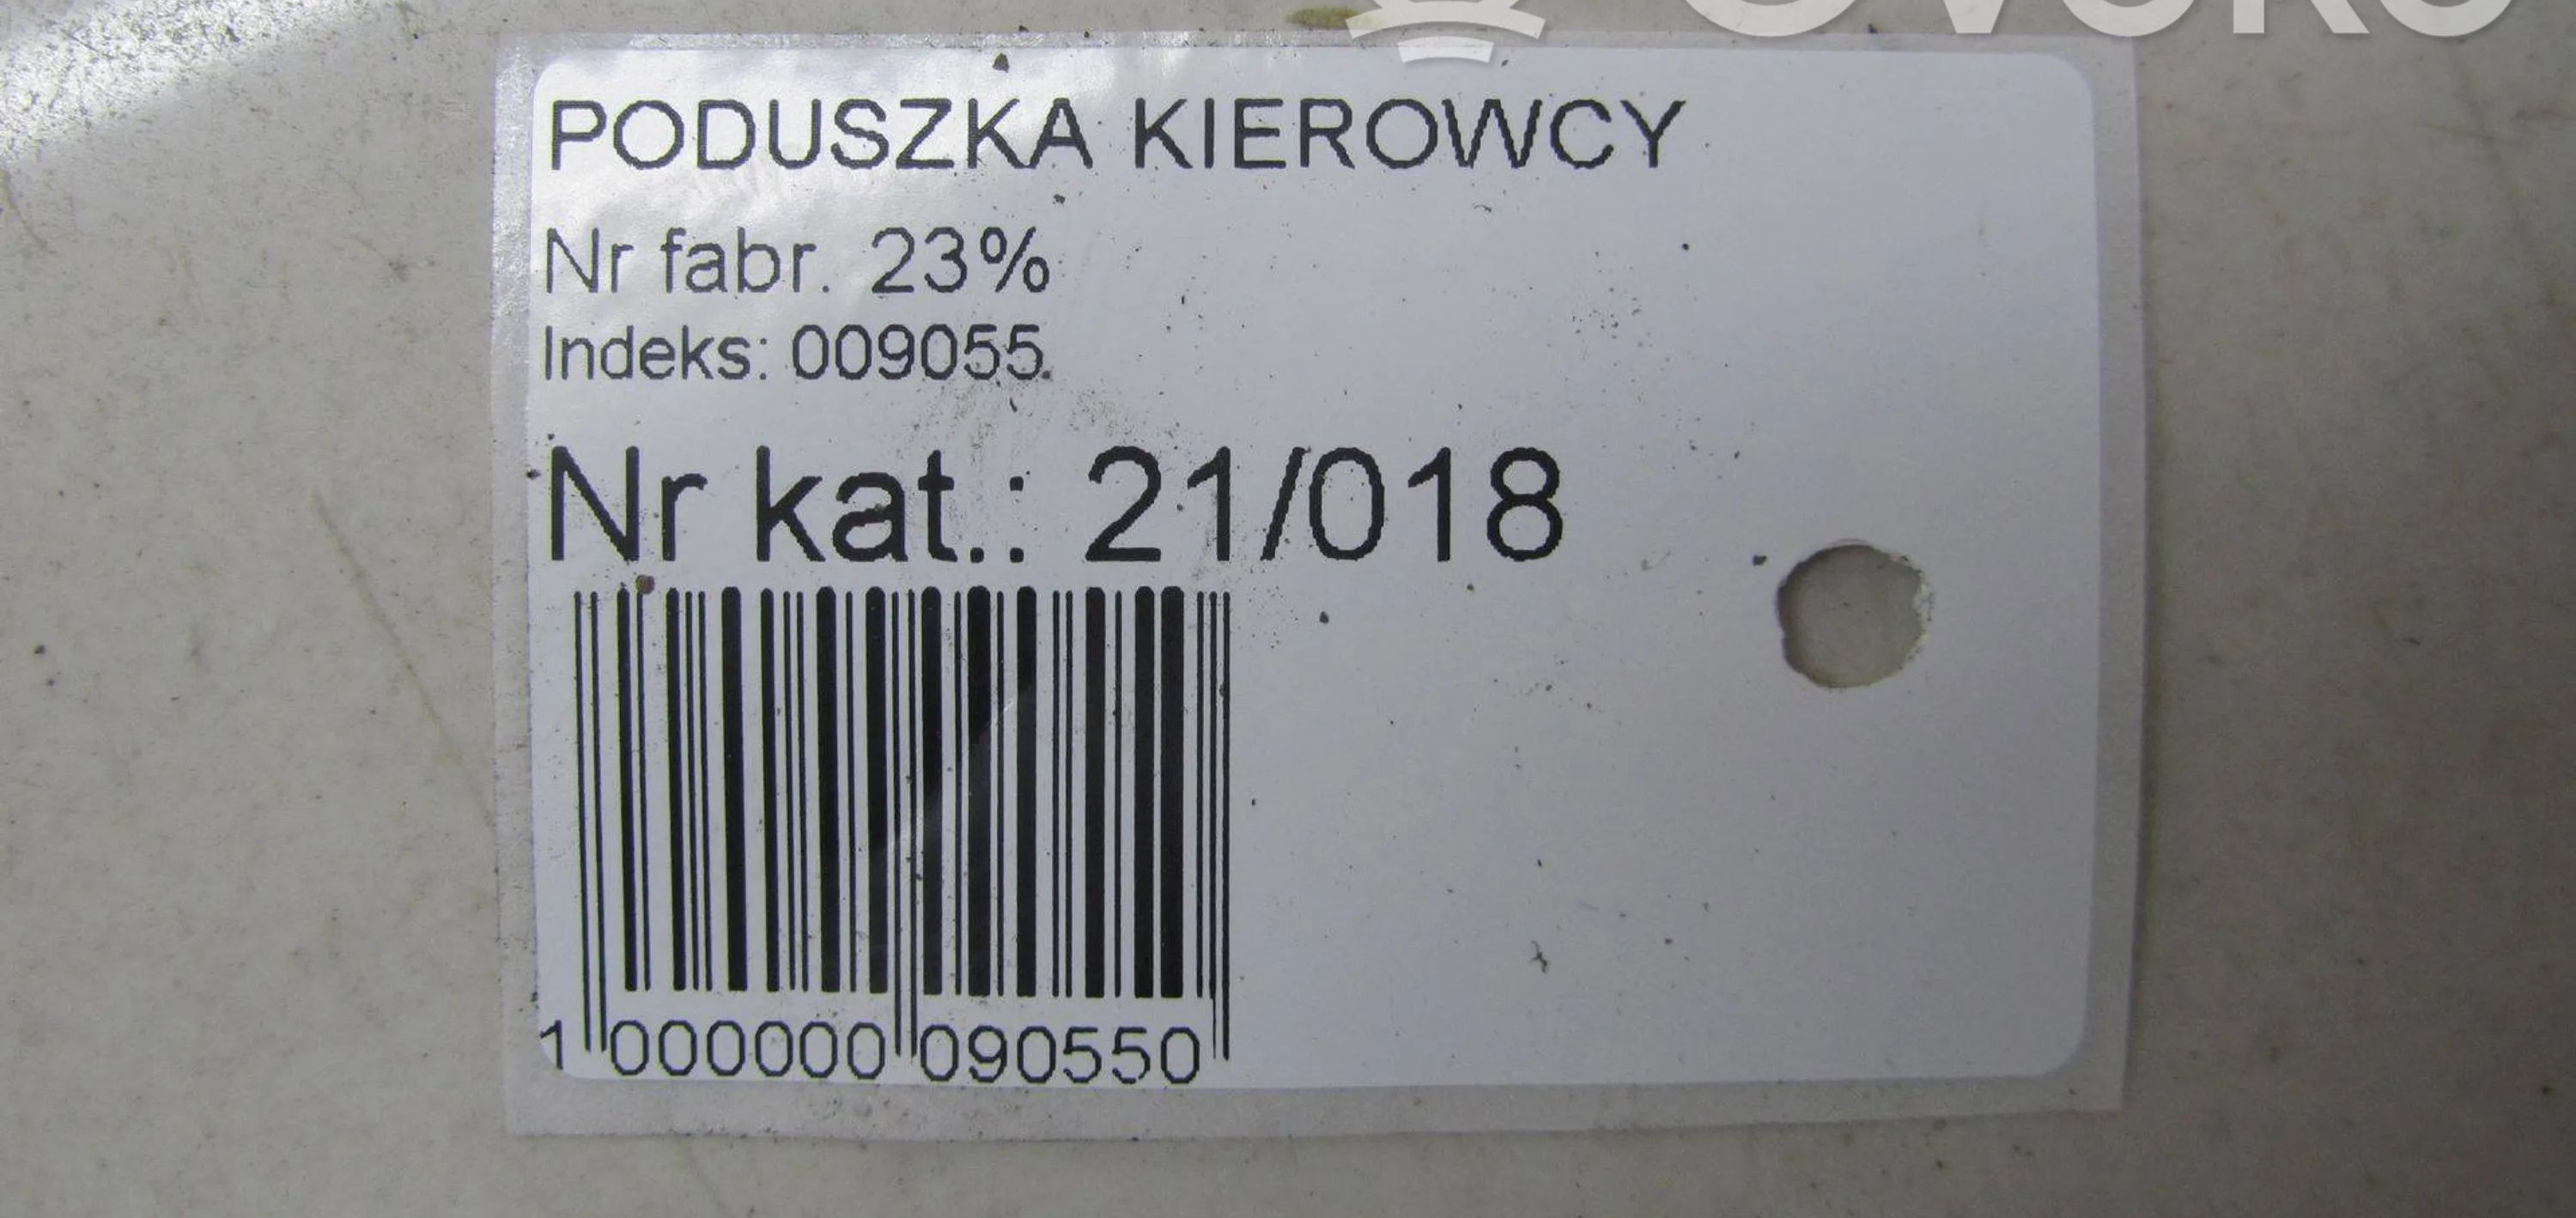 PODUSZKA KIEROWCY
Nr fabr. 23%
Indeks: 009055
Nr kat.: 21/018
1 000000 090550